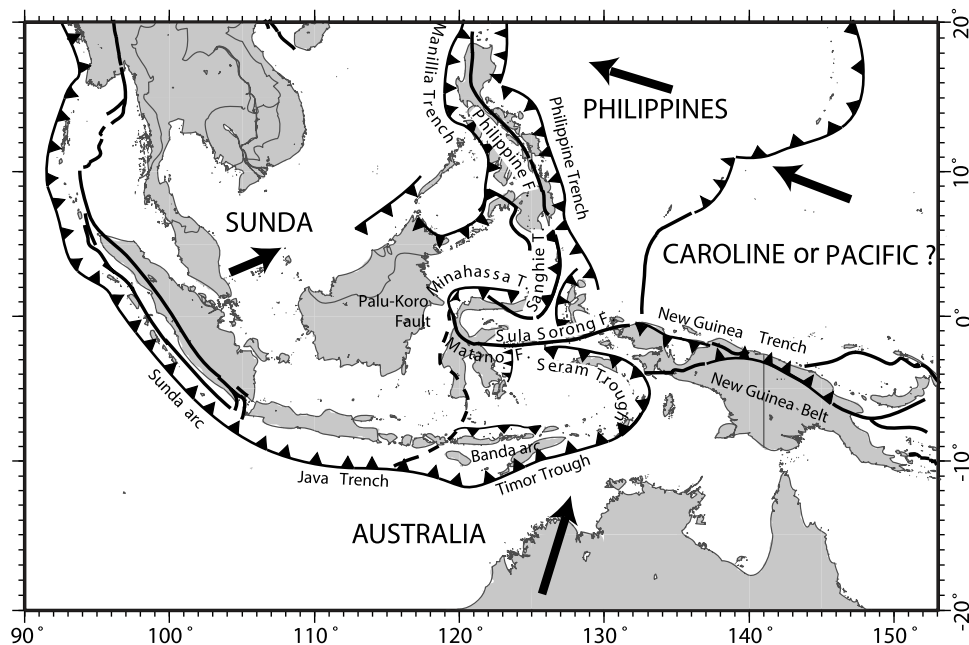 20°
Manillia Trench
Philippine F.
Philippine Trench
PHILIPPINES
10°
SUNDA
CAROLINE or PACIFIC ?
Minahassa T.
Sanghie T.
Palu-Koro
Fault
0°
Sula Sorong F.
New Guinea Trench
Matano F.
Seram Trough
New Guinea Belt
Sunda arc
Banda arc
-10°
Java Trench
Timor Trough
AUSTRALIA
-20°
90° 100° 110° 120° 130° 140° 150°